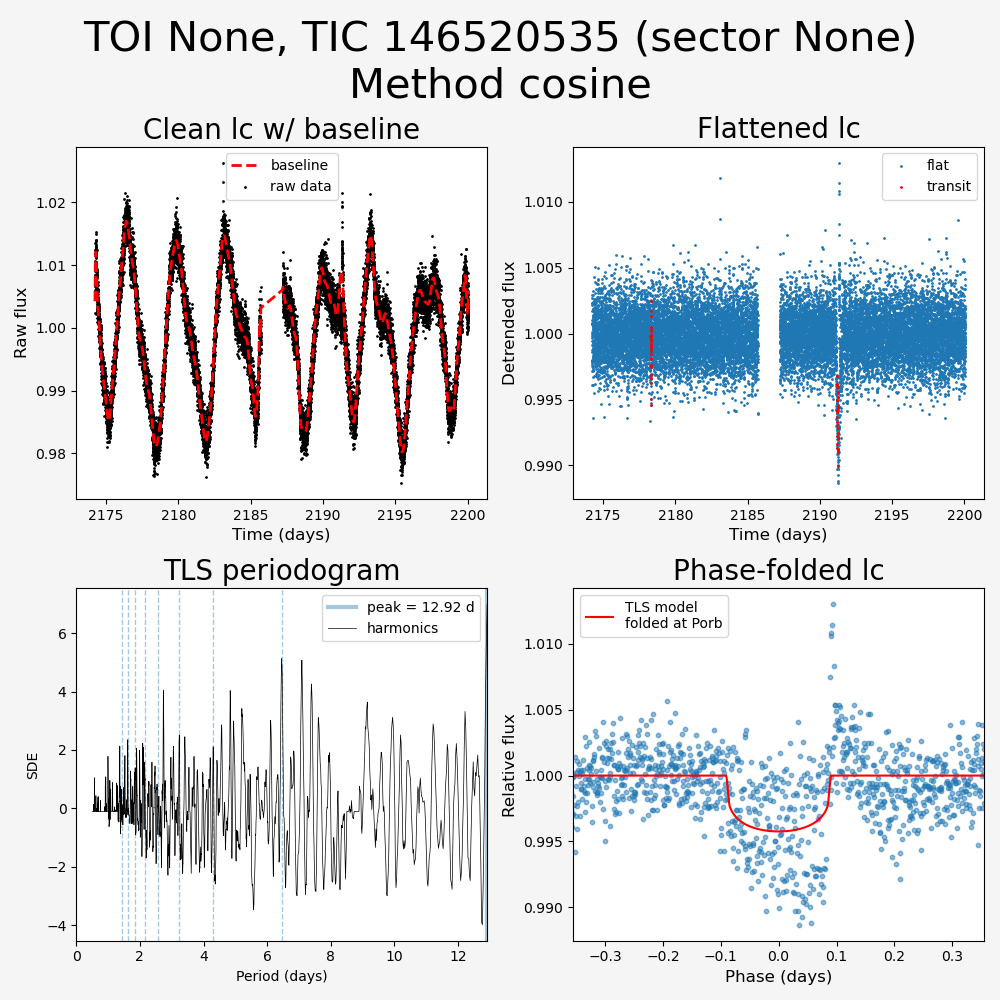 TOI None, TIC 146520535 (sector None)
Method cosine
Clean lc w/ baseline
baseline
raw data
Raw flux
1.02
1.01
1.00
0.99
0.98
2175
2180
2185
2190
2195
2200
Time (days)
Flattened lc
flat
transit
Detrended flux
1.010
1.005
1.000
0.995
0.990
2175
2180
2185
2190
2195
2200
Time (days)
TLS periodogram
peak = 12.92 d
harmonics
SDE
6
4
2
0
−2
−4
0
2
4
6
8
10
12
Period (days)
Phase-folded lc
TLS model
folded at Porb
Relative flux
1.010
1.005
1.000
0.995
0.990
−0.3
−0.2
−0.1
0.0
0.1
0.2
0.3
Phase (days)